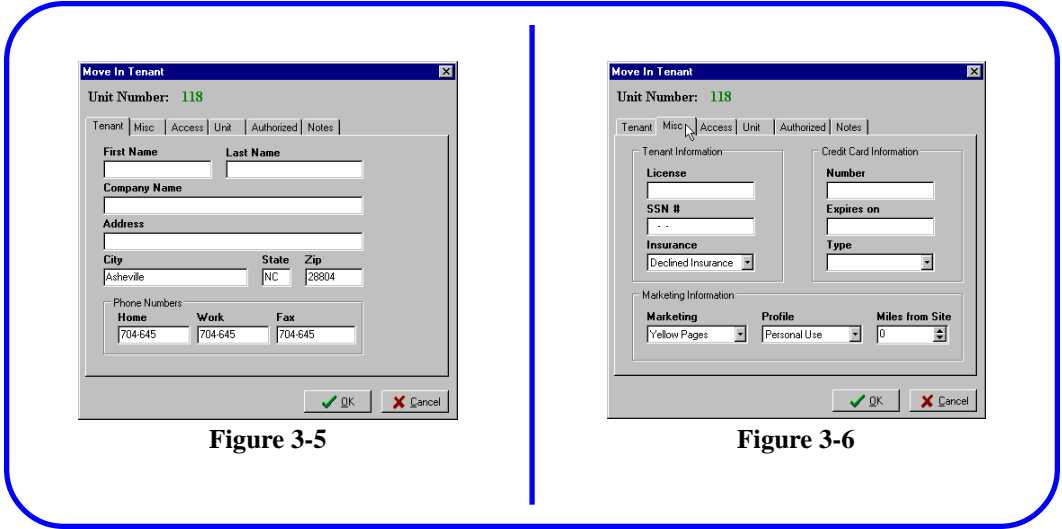 Move In Tenant
Unit Number: 118
Tenant Misc Access Unit Authorized Notes
First Name Last Name
Company Name
Address
City State Zip
Asheville NC 28804
Phone Numbers
Home Work Fax
704-645 704-645 704-645
OK Cancel
Figure 3-5
Move In Tenant
Unit Number: 118
Tenant Misc Access Unit Authorized Notes
Tenant Information Credit Card Information
License Number
SSN # Expires on
- -
Insurance Type
Declined Insurance
Marketing Information
Marketing Profile Miles from Site
Yellow Pages Personal Use 0
OK Cancel
Figure 3-6